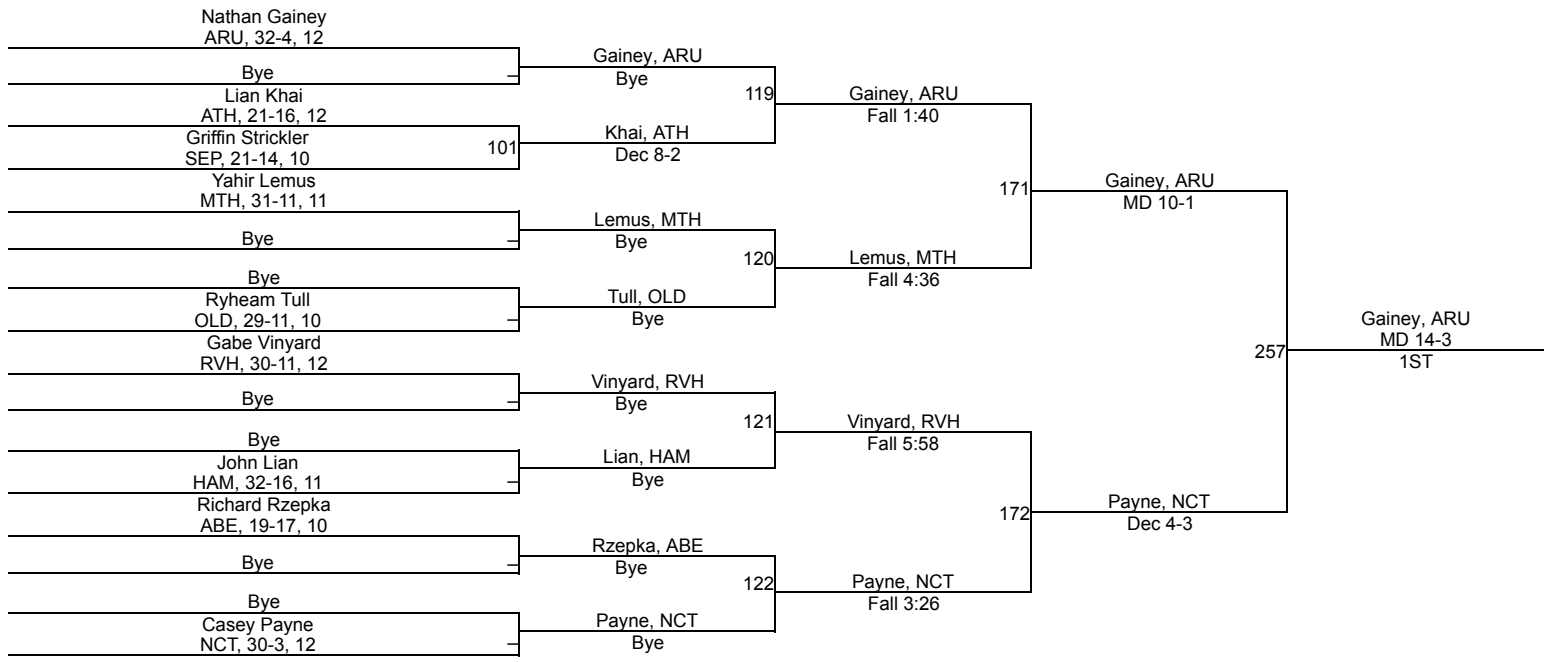 Nathan Gainey
ARU, 32-4, 12
Bye
Lian Khai
ATH, 21-16, 12
Griffin Strickler
SEP, 21-14, 10
101
Yahir Lemus
MTH, 31-11, 11
Bye
Bye
Ryheam Tull
OLD, 29-11, 10
Gabe Vinyard
RVH, 30-11, 12
Bye
Bye
John Lian
HAM, 32-16, 11
Richard Rzepka
ABE, 19-17, 10
Bye
Bye
Casey Payne
NCT, 30-3, 12
Gainey, ARU
Bye
119
Khai, ATH
Dec 8-2
Lemus, MTH
Bye
120
Tull, OLD
Bye
Vinyard, RVH
Bye
121
Lian, HAM
Bye
Rzepka, ABE
Bye
122
Payne, NCT
Bye
Gainey, ARU
Fall 1:40
171
Lemus, MTH
Fall 4:36
Vinyard, RVH
Fall 5:58
172
Payne, NCT
Fall 3:26
Gainey, ARU
MD 10-1
257
Payne, NCT
Dec 4-3
Gainey, ARU
MD 14-3
1ST